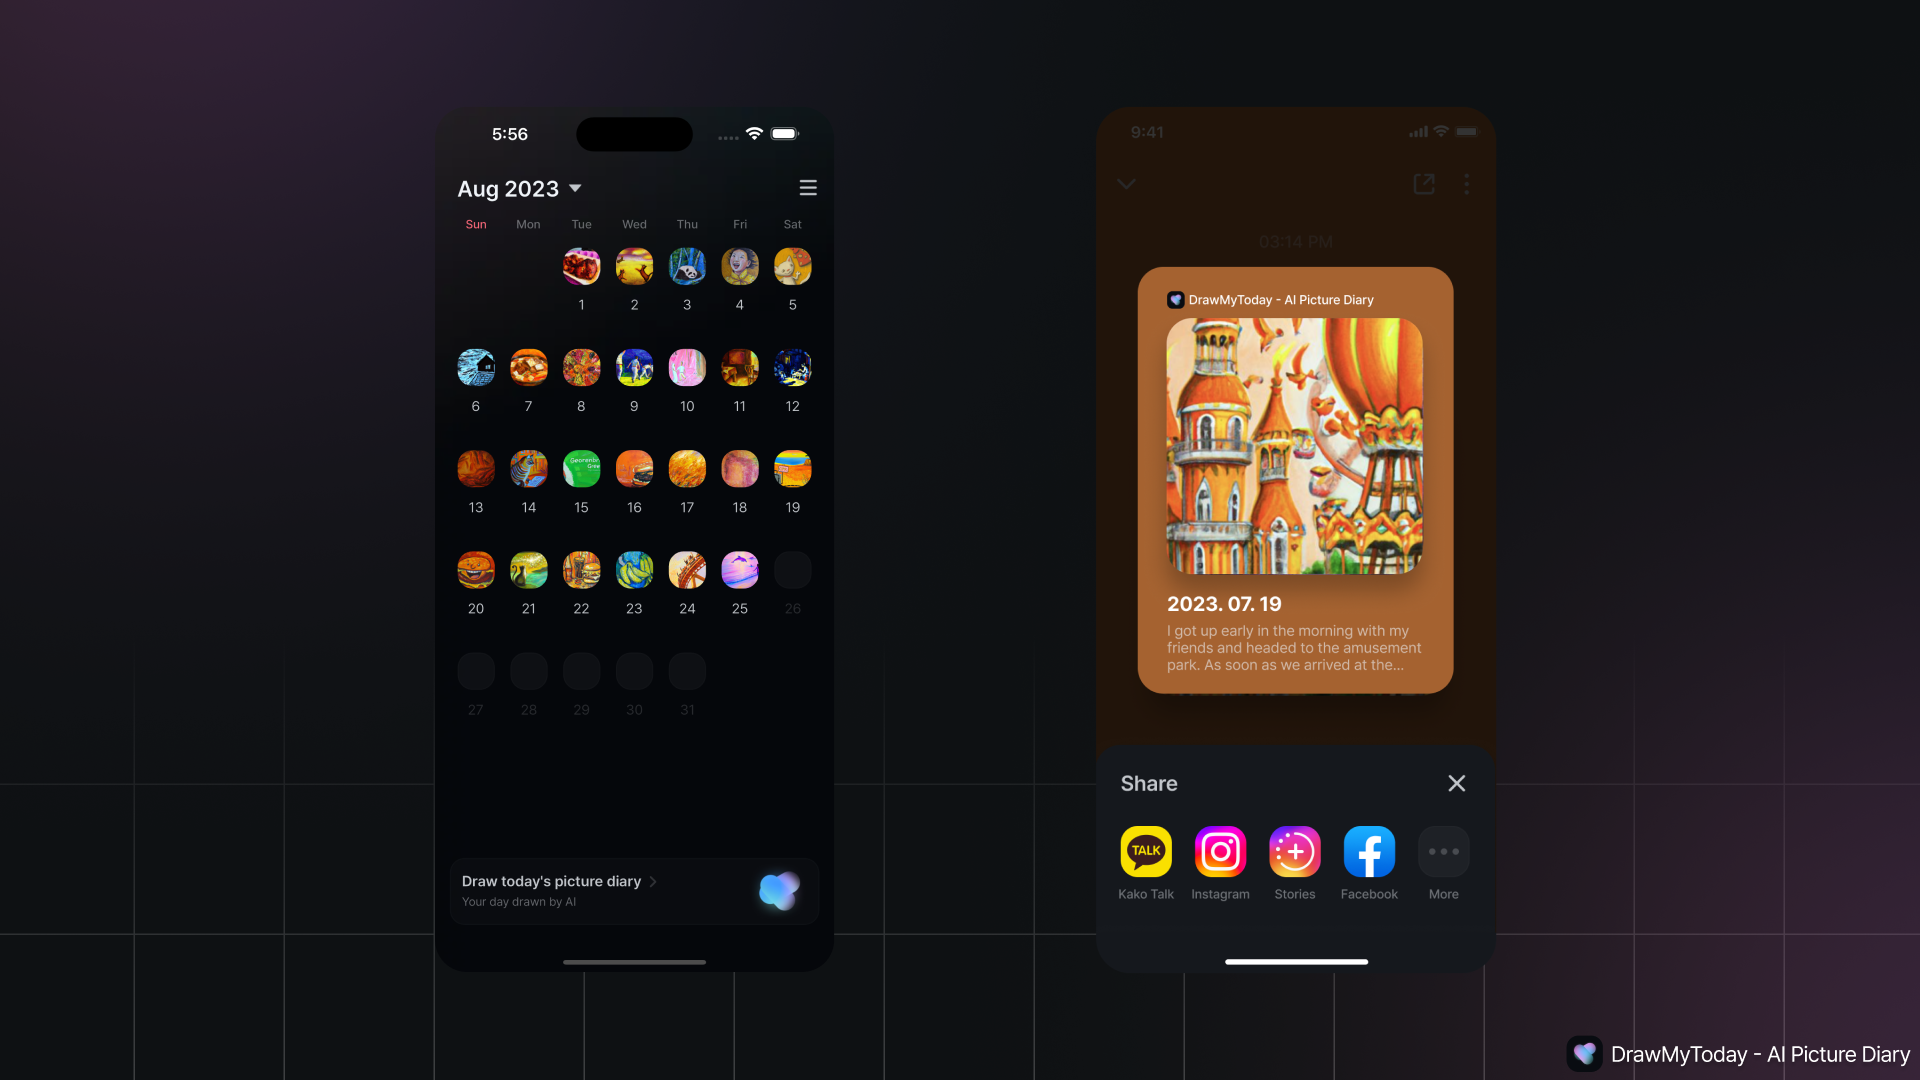 5:56
Aug 2023
Sun Mon Tue Wed Thu Fri Sat
1 2 3 4 5
6 7 8 9 10 11 12
13 14 15 16 17 18 19
20 21 22 23 24 25 26
27 28 29 30 31
Draw today's picture diary
Your day drawn by AI
9:41
03:14 PM
DrawMyToday - AI Picture Diary
2023. 07. 19
I got up early in the morning with my
friends and headed to the amusement
park. As soon as we arrived at the...
Share
TALK
Kako Talk Instagram Stories Facebook More
DrawMyToday - AI Picture Diary